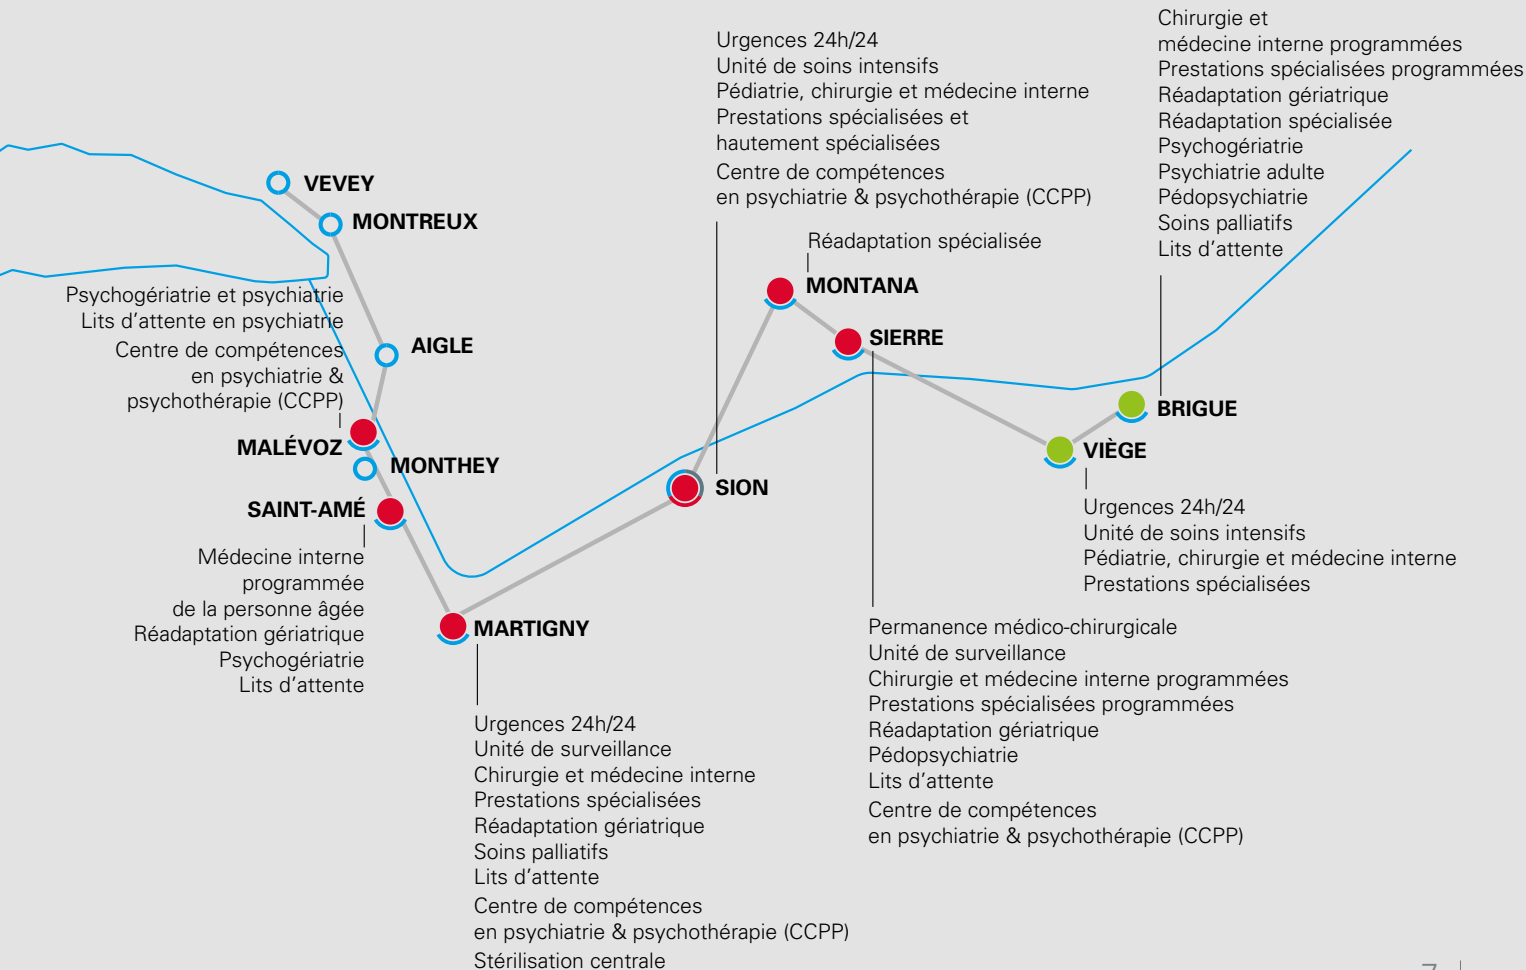 Chirurgie et
médecine interne programmées
Prestations spécialisées programmées
Réadaptation gériatrique
Réadaptation spécialisée
Psychogériatrie
Psychiatrie adulte
Pédopsychiatrie
Soins palliatifs
Lits d'attente
Urgences 24h/24
Unité de soins intensifs
Pédiatrie, chirurgie et médecine interne
Prestations spécialisées et
hautement spécialisées
Centre de compétences
en psychiatrie & psychothérapie (CCPP)
VEVEY
MONTREUX
Réadaptation spécialisée
MONTANA
Psychogériatrie et psychiatrie
Lits d'attente en psychiatrie
Centre de compétences
en psychiatrie &
psychothérapie (CCPP)
AIGLE
SIERRE
BRIGUE
MALÉVOZ
MONTHEY
VIÈGE
SION
SAINT-AMÉ
Urgences 24h/24
Unité de soins intensifs
Pédiatrie, chirurgie et médecine interne
Prestations spécialisées
Médecine interne
programmée
de la personne âgée
Réadaptation gériatrique
Psychogériatrie
Lits d'attente
MARTIGNY
Permanence médico-chirurgicale
Unité de surveillance
Chirurgie et médecine interne programmées
Prestations spécialisées programmées
Réadaptation gériatrique
Pédopsychiatrie
Lits d'attente
Centre de compétences
en psychiatrie & psychothérapie (CCPP)
Urgences 24h/24
Unité de surveillance
Chirurgie et médecine interne
Prestations spécialisées
Réadaptation gériatrique
Soins palliatifs
Lits d'attente
Centre de compétences
en psychiatrie & psychothérapie (CCPP)
Stérilisation centrale
7